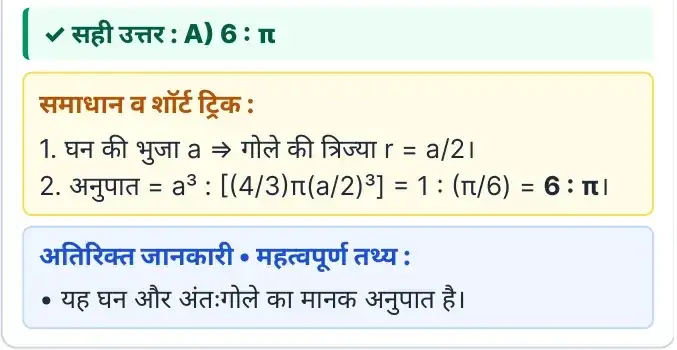 ✓ सही उत्तर : A) 6 : π
समाधान व शॉर्ट ट्रिक :
1. घन की भुजा a ⇒ गोले की त्रिज्या r = a/2।
2. अनुपात = a³ : [(4/3)π(a/2)³] = 1 : (π/6) = 6 : π।
अतिरिक्त जानकारी • महत्वपूर्ण तथ्य :
• यह घन और अंतःगोले का मानक अनुपात है।